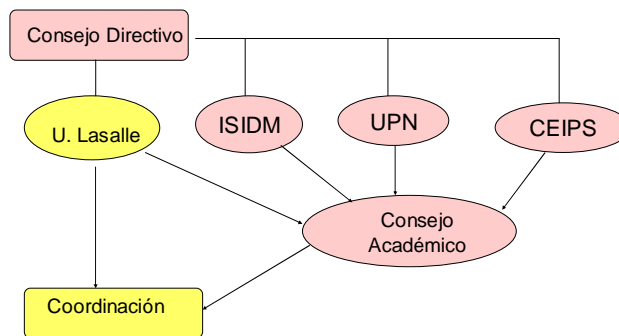 Consejo Directivo
U. Lasalle
ISIDM
UPN
CEIPS
Consejo
Académico
Coordinación